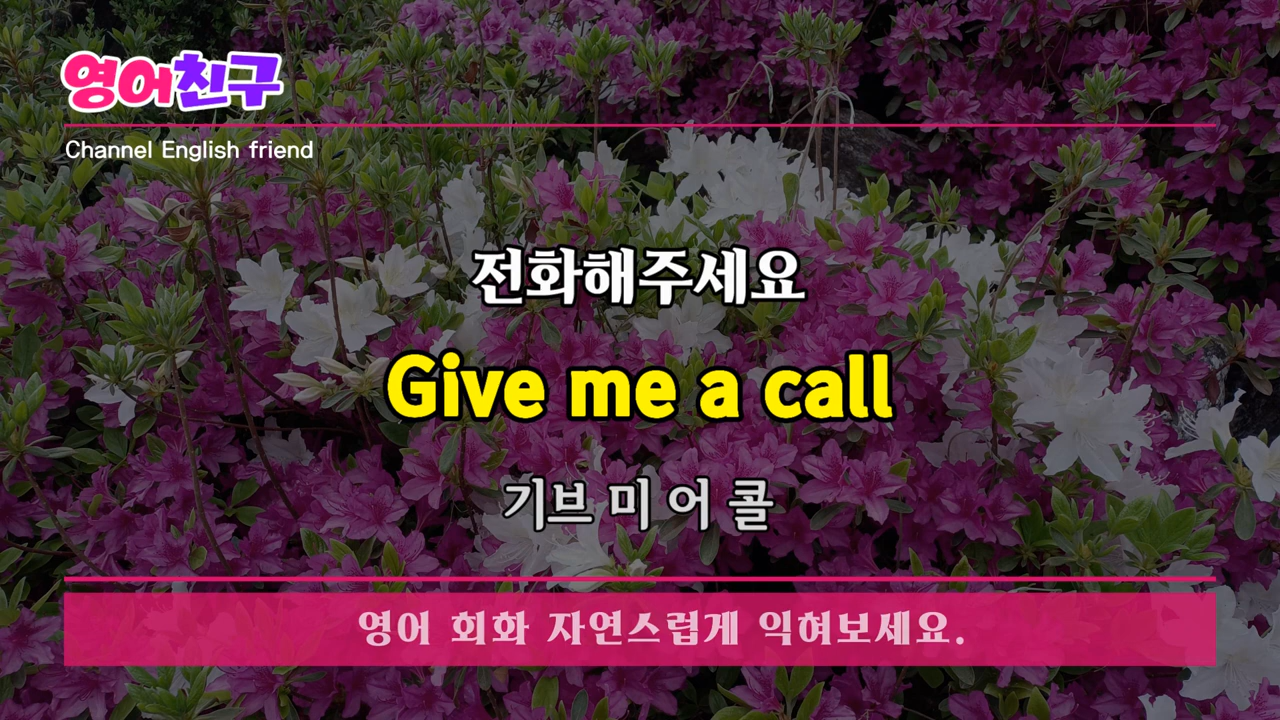 영어친구
Channel English friend
전화해주세요
Give me a call
기브 미 어 콜
영어 회화 자연스럽게 익혀보세요.